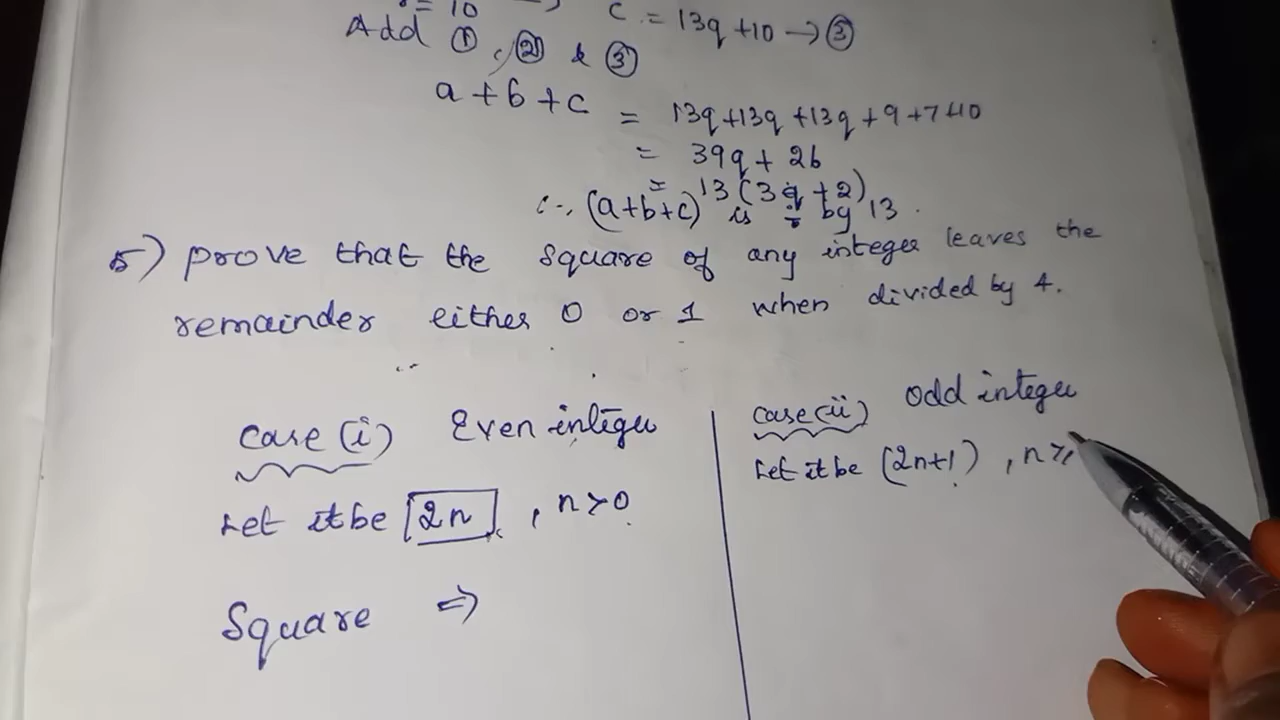 = 10 → c = 13q +10 → ③
Add ①, ② & ③
a + b + c = 13q+13q +13q + 9 +7+10
= 39q + 26
= 13 (3q +2)
∴ (a+b+c) is ÷ by 13.
5) prove that the square of any integer leaves the
remainder either 0 or 1 when divided by 4.
case (i) Even integer
Let it be 2n , n>0
Square ⇒
case (ii) Odd integer
Let it be (2n+1) , n≥